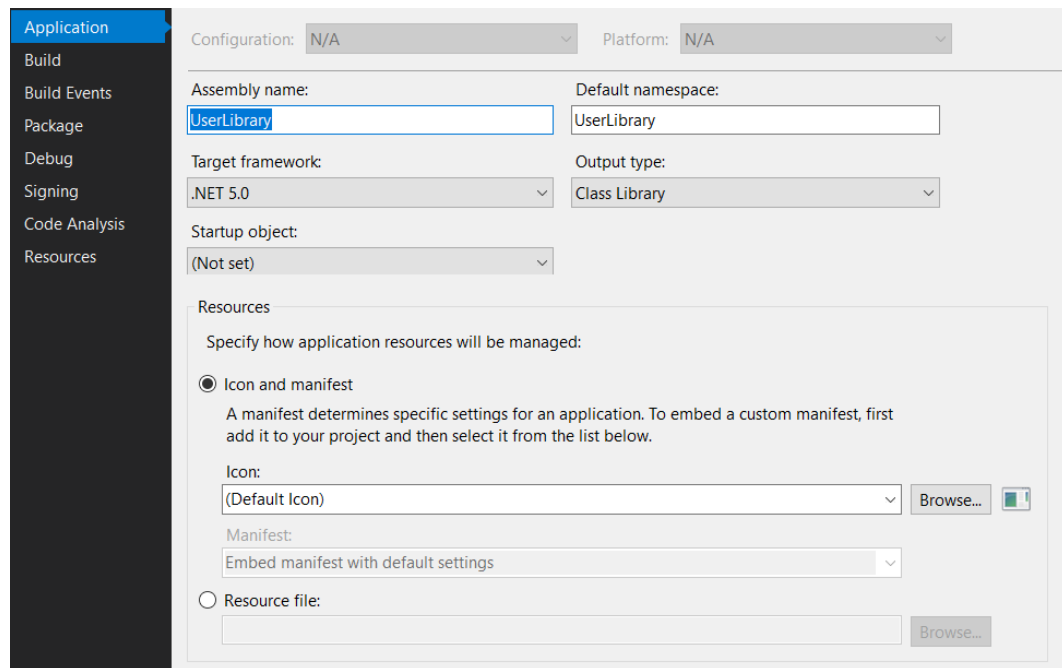 Application
Build
Build Events
Package
Debug
Signing
Code Analysis
Resources
Configuration: N/A Platform: N/A
Assembly name: Default namespace:
UserLibrary UserLibrary
Target framework: Output type:
.NET 5.0 Class Library
Startup object:
(Not set)
Resources
Specify how application resources will be managed:
Icon and manifest
A manifest determines specific settings for an application. To embed a custom manifest, first
add it to your project and then select it from the list below.
Icon:
(Default Icon) Browse...
Manifest:
Embed manifest with default settings
Resource file:
Browse...